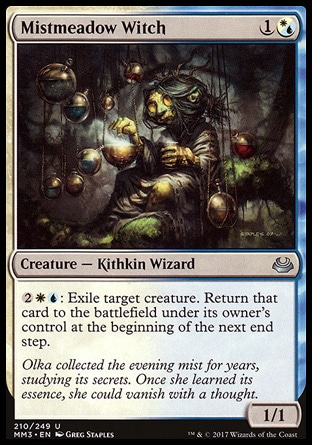 Mistmeadow Witch 1
Creature — Kithkin Wizard
2: Exile target creature. Return that
card to the battlefield under its owner's
control at the beginning of the next end
step.
Olka collected the evening mist for years,
studying its secrets. Once she learned its
essence, she could vanish with a thought.
1/1
210/249 U
MM3 • EN Greg Staples
™ & © 2017 Wizards of the Coast